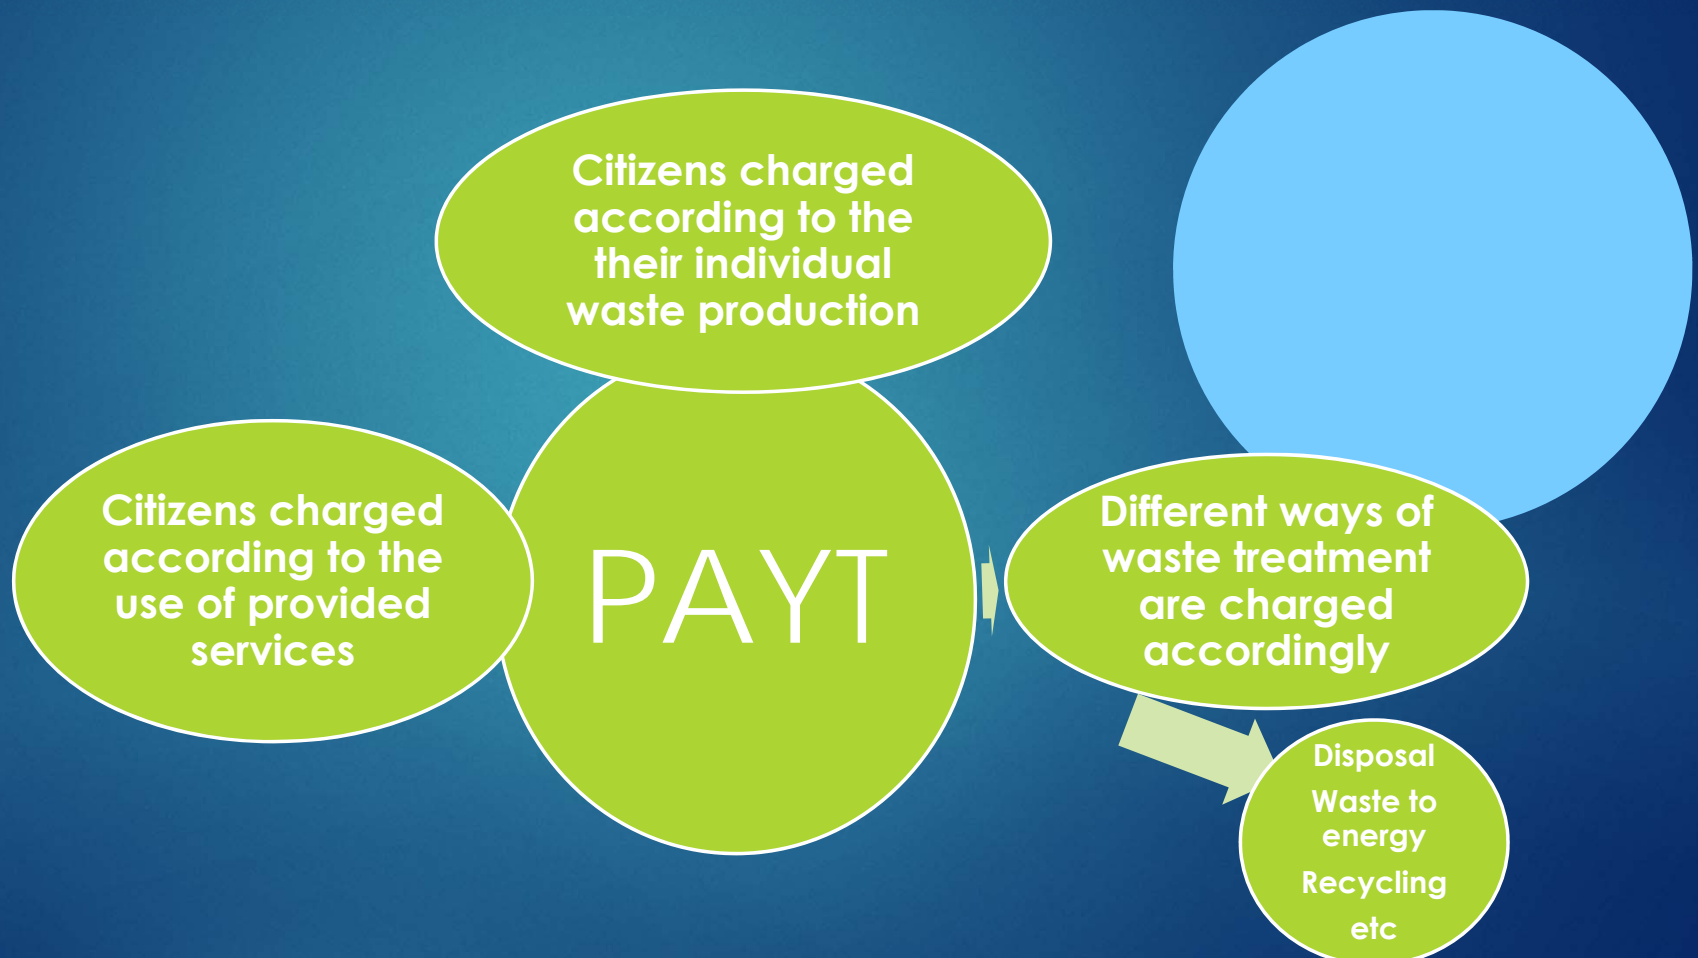 Citizens charged
according to the
their individual
waste production
Citizens charged
according to the
use of provided
services
PAYT
Different ways of
waste treatment
are charged
accordingly
Disposal
Waste to
energy
Recycling
etc